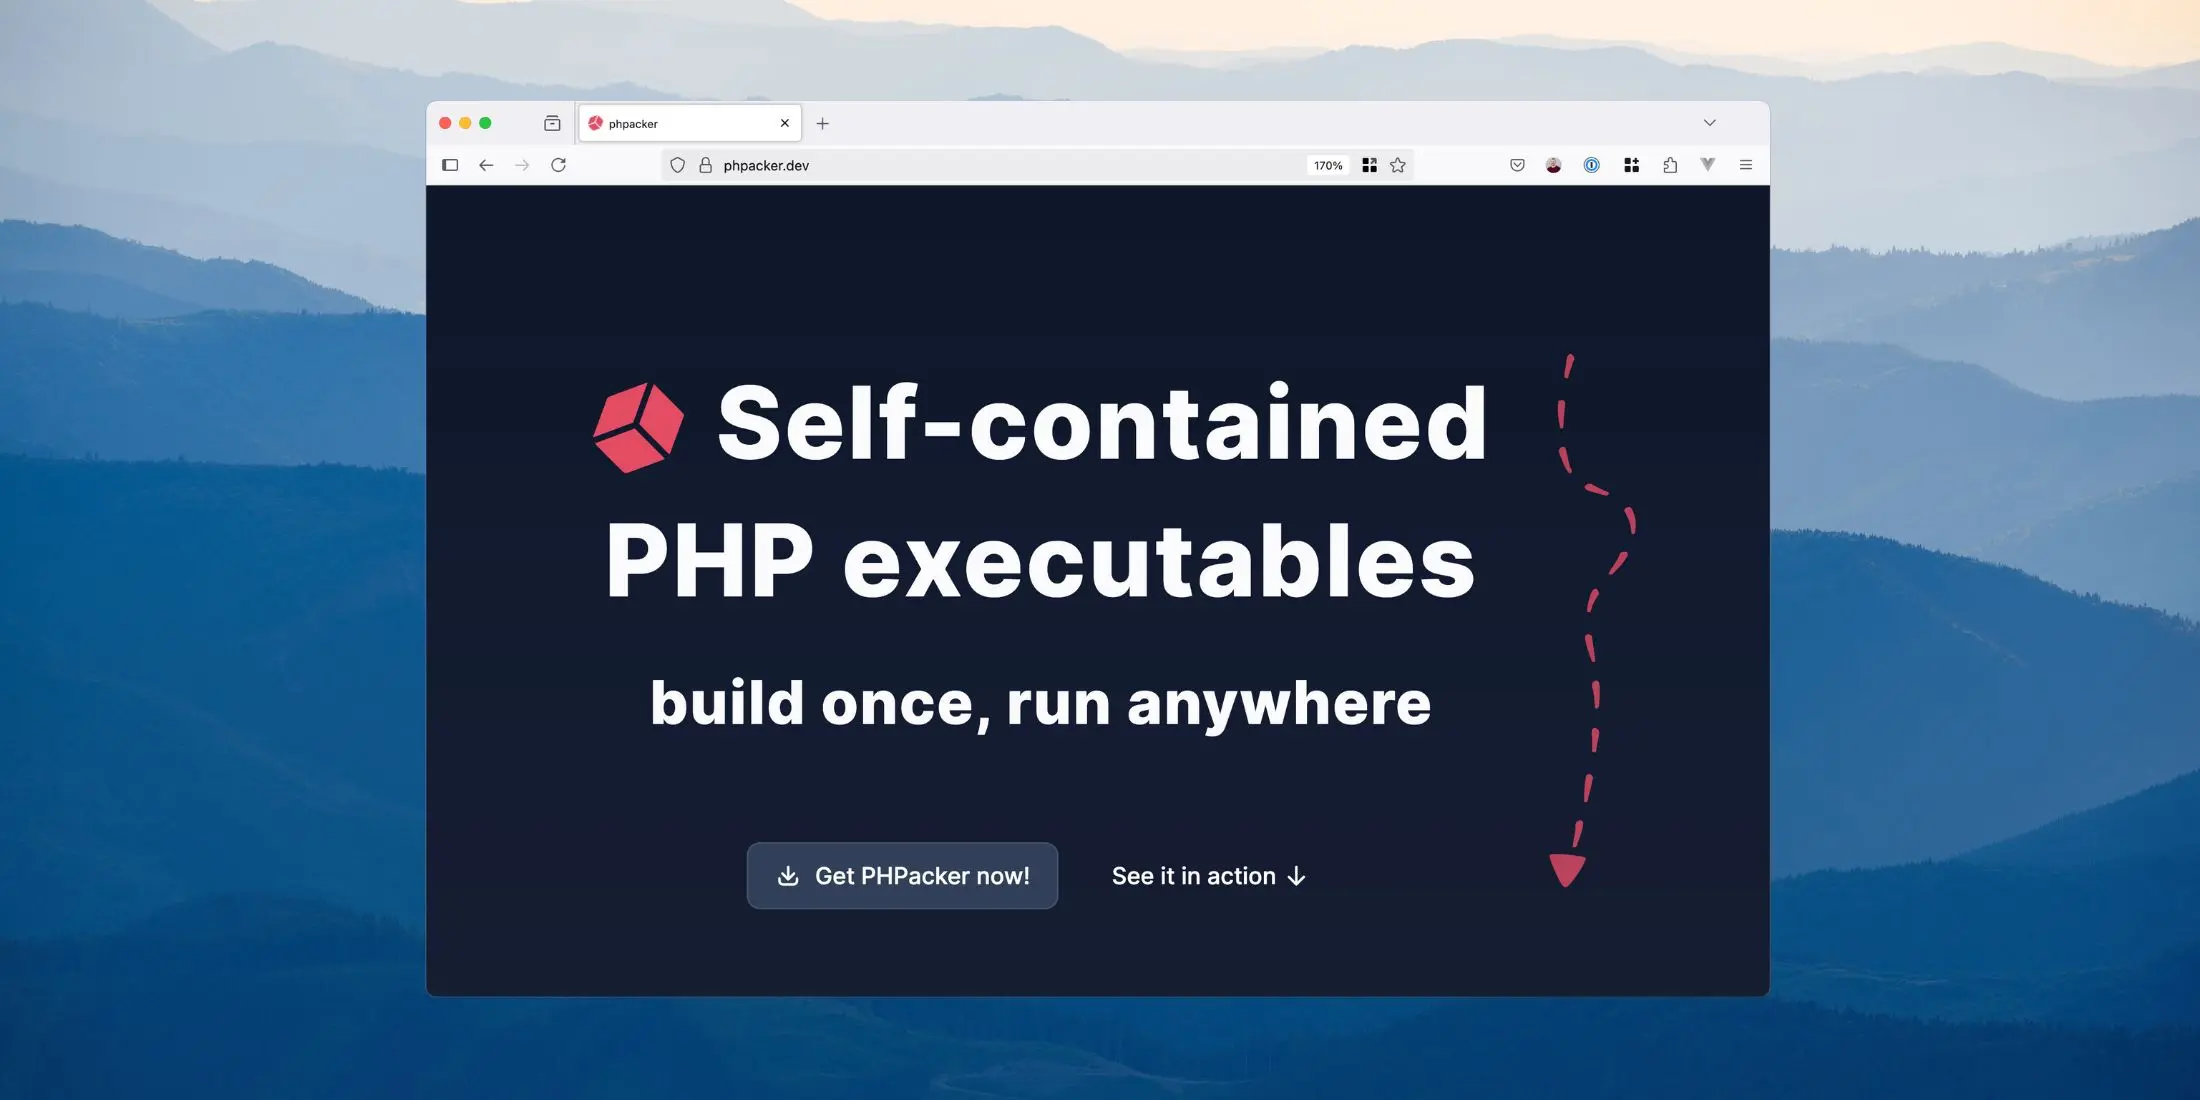 phpacker
phpacker.dev
170%
Self-contained
PHP executables
build once, run anywhere
Get PHPacker now!
See it in action